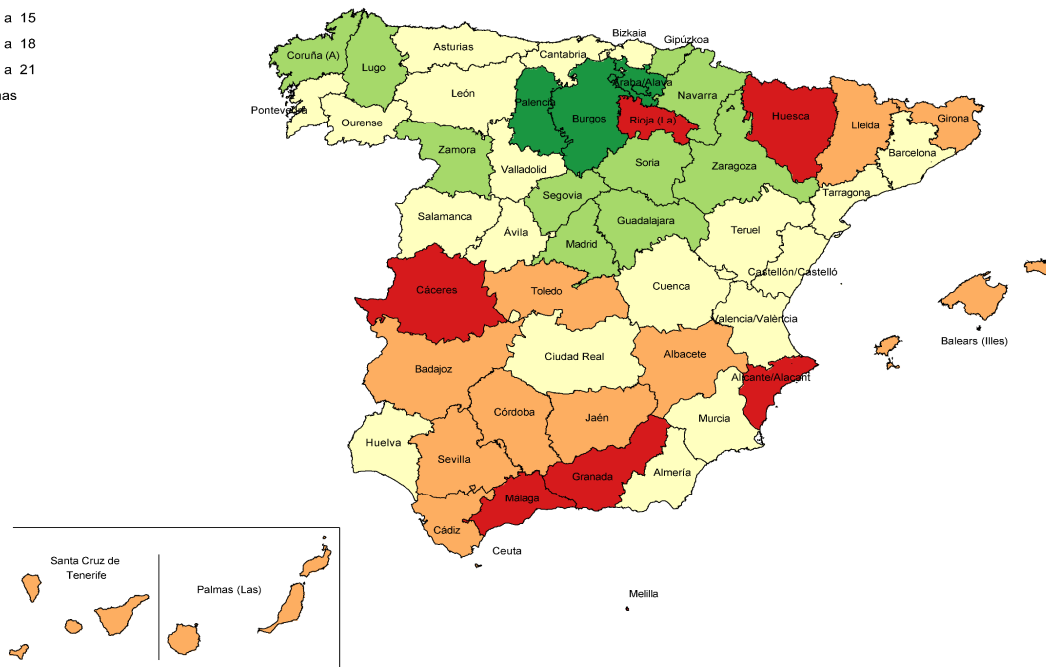 a 15
a 18
a 21
Bizkaia
Gipúzkoa
Asturias
Cantabria
Coruña (A)
Lugo
León
Palencia
Araba/Álava
Navarra
Pontevedra
Ourense
Burgos
Rioja (La)
Huesca
Lleida
Girona
Zamora
Valladolid
Soria
Zaragoza
Barcelona
Tarragona
Segovia
Salamanca
Ávila
Guadalajara
Madrid
Teruel
Castellón/Castelló
Cáceres
Toledo
Cuenca
Valencia/València
Balears (Illes)
Ciudad Real
Albacete
Badajoz
Alicante/Alacant
Córdoba
Jaén
Murcia
Huelva
Sevilla
Granada
Almería
Málaga
Cádiz
Ceuta
Santa Cruz de
Tenerife
Palmas (Las)
Melilla